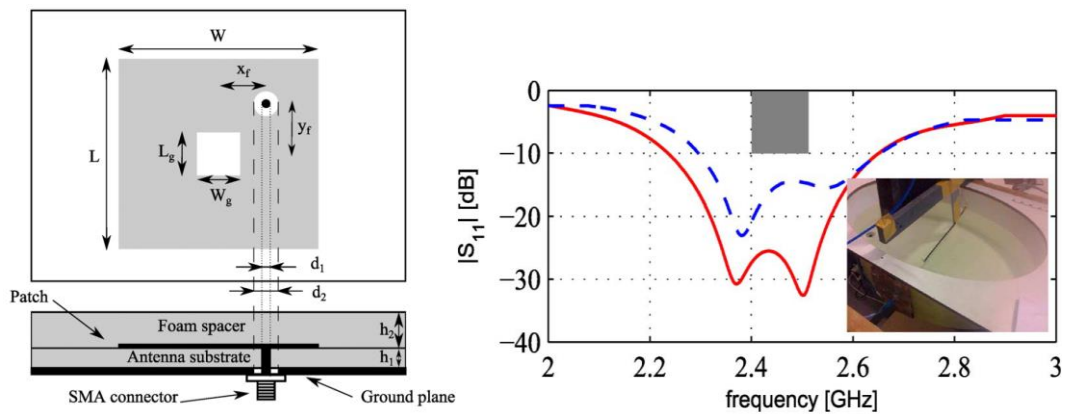 W
x_f
y_f
L
L_g
W_g
d_1
d_2
Patch
Foam spacer
h_2
Antenna substrate
h_1
SMA connector
Ground plane
|S_11| [dB]
0
−10
−20
−30
−40
2
2.2
2.4
2.6
2.8
3
frequency [GHz]